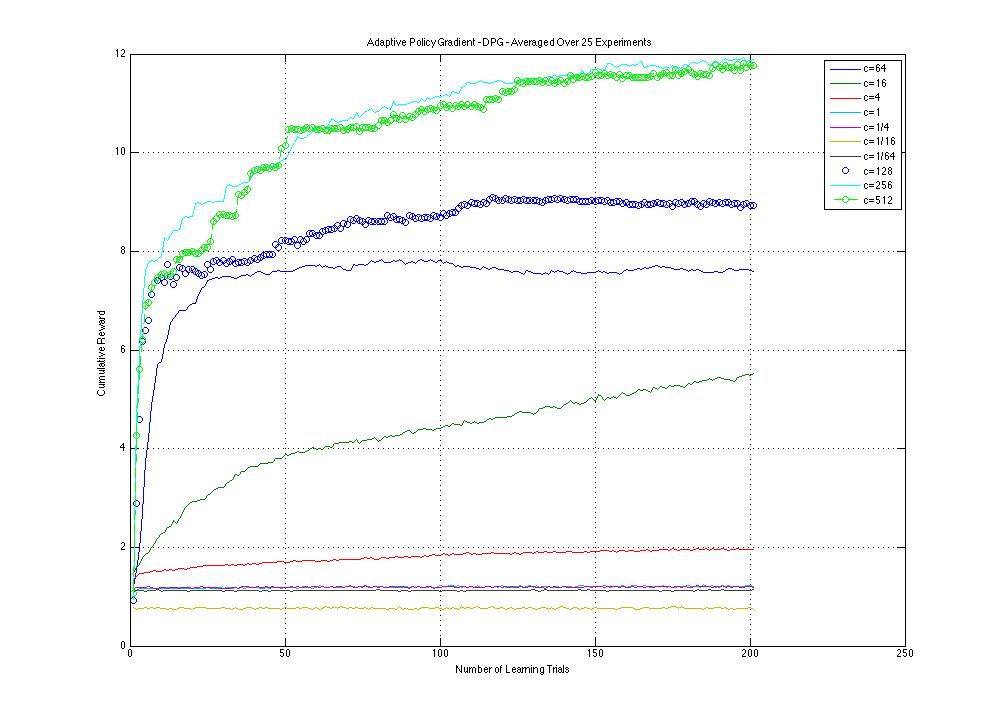 Adaptive Policy Gradient - DPG - Averaged Over 25 Experiments
12
10
8
6
4
2
0
Cumulative Reward
c=64
c=16
c=4
c=1
c=1/4
c=1/16
c=1/64
c=128
c=256
c=512
0 50 100 150 200 250
Number of Learning Trials